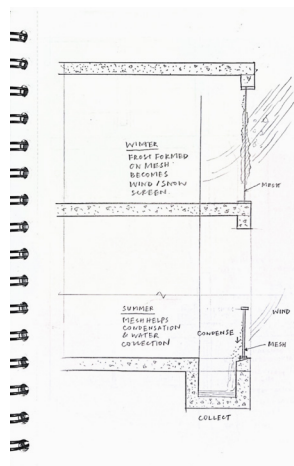 WINTER
FROST FORMED
ON MESH
BECOMES
WIND/SNOW
SCREEN.
MESH
SUMMER
MESH HELPS
CONDENSATION
& WATER
COLLECTION
WIND
CONDENSE
MESH
COLLECT